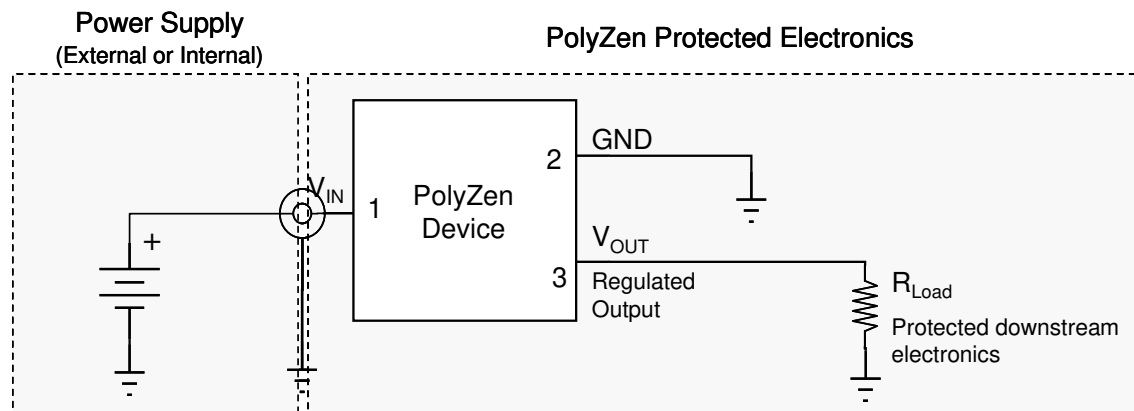 Power Supply
(External or Internal)
PolyZen Protected Electronics
GND
2
VIN
1
PolyZen
Device
+
VOUT
3
Regulated
Output
RLoad
Protected downstream
electronics